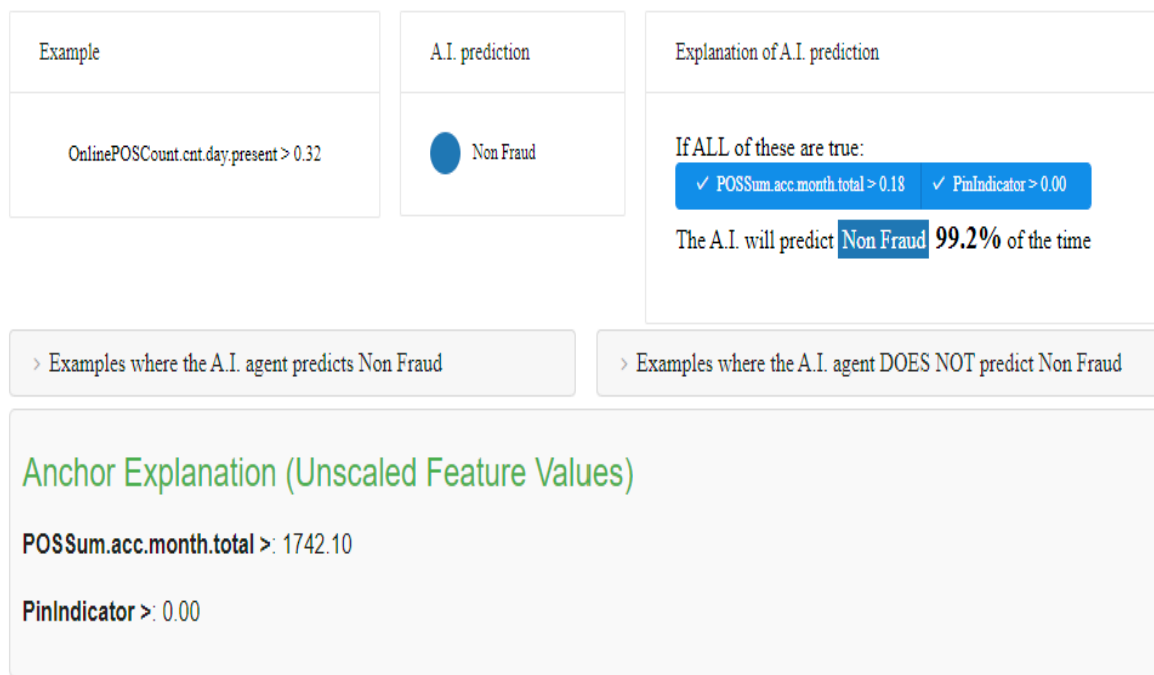 Example
A.I. prediction
Explanation of A.I. prediction
OnlinePOSCount.cnt.day.present > 0.32
Non Fraud
If ALL of these are true:
✓ POSSum.acc.month.total > 0.18 ✓ PinIndicator > 0.00
The A.I. will predict Non Fraud 99.2% of the time
> Examples where the A.I. agent predicts Non Fraud
> Examples where the A.I. agent DOES NOT predict Non Fraud
Anchor Explanation (Unscaled Feature Values)
POSSum.acc.month.total >: 1742.10
PinIndicator >: 0.00